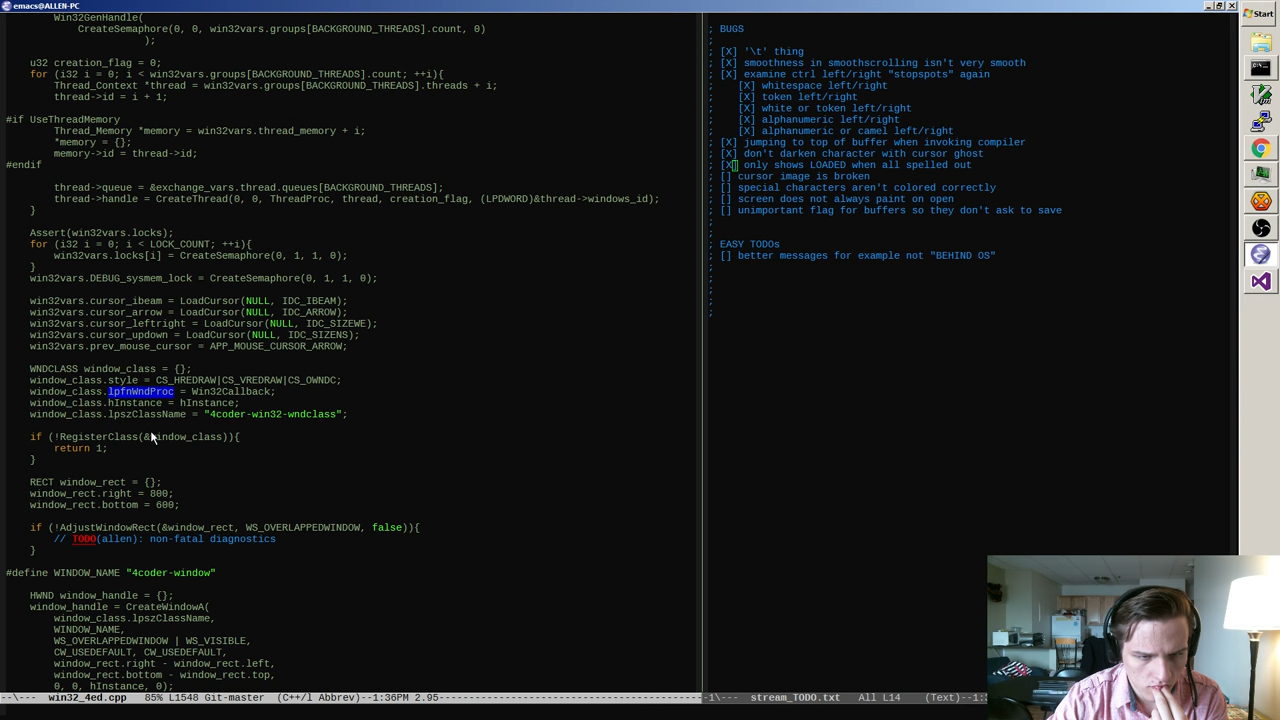 emacs@ALLEN-PC
Win32GenHandle(
CreateSemaphore(0, 0, win32vars.groups[BACKGROUND_THREADS].count, 0)
);
u32 creation_flag = 0;
for (i32 i = 0; i < win32vars.groups[BACKGROUND_THREADS].count; ++i){
Thread_Context *thread = win32vars.groups[BACKGROUND_THREADS].threads + i;
thread->id = i + 1;
#if UseThreadMemory
Thread_Memory *memory = win32vars.thread_memory + i;
*memory = {};
memory->id = thread->id;
#endif
thread->queue = &exchange_vars.thread.queues[BACKGROUND_THREADS];
thread->handle = CreateThread(0, 0, ThreadProc, thread, creation_flag, (LPDWORD)&thread->windows_id);
}
Assert(win32vars.locks);
for (i32 i = 0; i < LOCK_COUNT; ++i){
win32vars.locks[i] = CreateSemaphore(0, 1, 1, 0);
}
win32vars.DEBUG_sysmem_lock = CreateSemaphore(0, 1, 1, 0);
win32vars.cursor_ibeam = LoadCursor(NULL, IDC_IBEAM);
win32vars.cursor_arrow = LoadCursor(NULL, IDC_ARROW);
win32vars.cursor_leftright = LoadCursor(NULL, IDC_SIZEWE);
win32vars.cursor_updown = LoadCursor(NULL, IDC_SIZENS);
win32vars.prev_mouse_cursor = APP_MOUSE_CURSOR_ARROW;
WNDCLASS window_class = {};
window_class.style = CS_HREDRAW|CS_VREDRAW|CS_OWNDC;
window_class.lpfnWndProc = Win32Callback;
window_class.hInstance = hInstance;
window_class.lpszClassName = "4coder-win32-wndclass";
if (!RegisterClass(&window_class)){
return 1;
}
RECT window_rect = {};
window_rect.right = 800;
window_rect.bottom = 600;
if (!AdjustWindowRect(&window_rect, WS_OVERLAPPEDWINDOW, false)){
// TODO(allen): non-fatal diagnostics
}
#define WINDOW_NAME "4coder-window"
HWND window_handle = {};
window_handle = CreateWindowA(
window_class.lpszClassName,
WINDOW_NAME,
WS_OVERLAPPEDWINDOW | WS_VISIBLE,
CW_USEDEFAULT, CW_USEDEFAULT,
window_rect.right - window_rect.left,
window_rect.bottom - window_rect.top,
0, 0, hInstance, 0);
--\--- win32_4ed.cpp 85% L1548 Git-master (C++/l Abbrev)--1:36PM 2.95
; BUGS
;
; [X] '\t' thing
; [X] smoothness in smoothscrolling isn't very smooth
; [X] examine ctrl left/right "stopspots" again
; [X] whitespace left/right
; [X] token left/right
; [X] white or token left/right
; [X] alphanumeric left/right
; [X] alphanumeric or camel left/right
; [X] jumping to top of buffer when invoking compiler
; [X] don't darken character with cursor ghost
; [X] only shows LOADED when all spelled out
; [] cursor image is broken
; [] special characters aren't colored correctly
; [] screen does not always paint on open
; [] unimportant flag for buffers so they don't ask to save
;
;
; EASY TODOs
; [] better messages for example not "BEHIND OS"
;
;
;
;
;
-1\--- stream_TODO.txt All L14 (Text)--1:3
Start